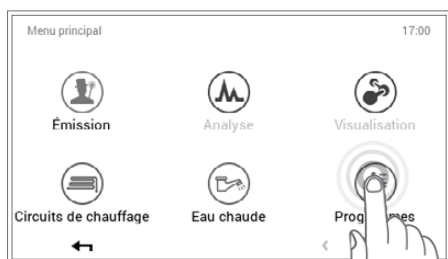 Menu principal 17:00
Émission Analyse Visualisation
Circuits de chauffage Eau chaude